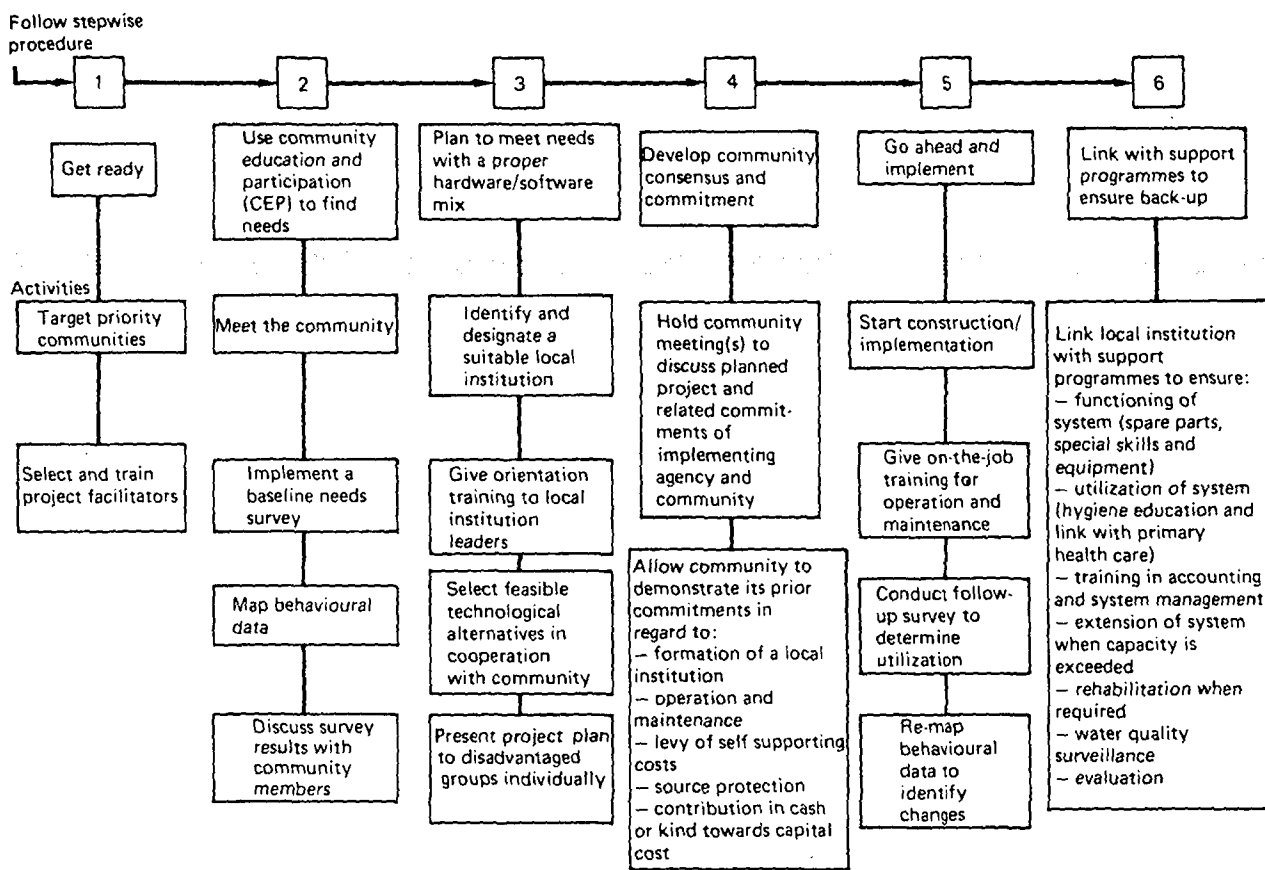 Follow stepwise
procedure
1
2
3
4
5
6
Get ready
Use community
education and
participation
(CEP) to find
needs
Plan to meet needs
with a proper
hardware/software
mix
Develop community
consensus and
commitment
Go ahead and
implement
Link with support
programmes to
ensure back-up
Activities
Target priority
communities
Select and train
project facilitators
Meet the community
Implement a
baseline needs
survey
Map behavioural
data
Discuss survey
results with
community
members
Identify and
designate a
suitable local
institution
Give orientation
training to local
institution
leaders
Select feasible
technological
alternatives in
cooperation
with community
Present project plan
to disadvantaged
groups individually
Hold community
meeting(s) to
discuss planned
project and
related commit-
ments of
implementing
agency and
community
Allow community to
demonstrate its prior
commitments in
regard to:
– formation of a local
institution
– operation and
maintenance
– levy of self supporting
costs
– source protection
– contribution in cash
or kind towards capital
cost
Start construction/
implementation
Give on-the-job
training for
operation and
maintenance
Conduct follow-
up survey to
determine
utilization
Re-map
behavioural
data to
identify
changes
Link local institution
with support
programmes to ensure:
– functioning of
system (spare parts,
special skills and
equipment)
– utilization of system
(hygiene education and
link with primary
health care)
– training in accounting
and system management
– extension of system
when capacity is
exceeded
– rehabilitation when
required
– water quality
surveillance
– evaluation